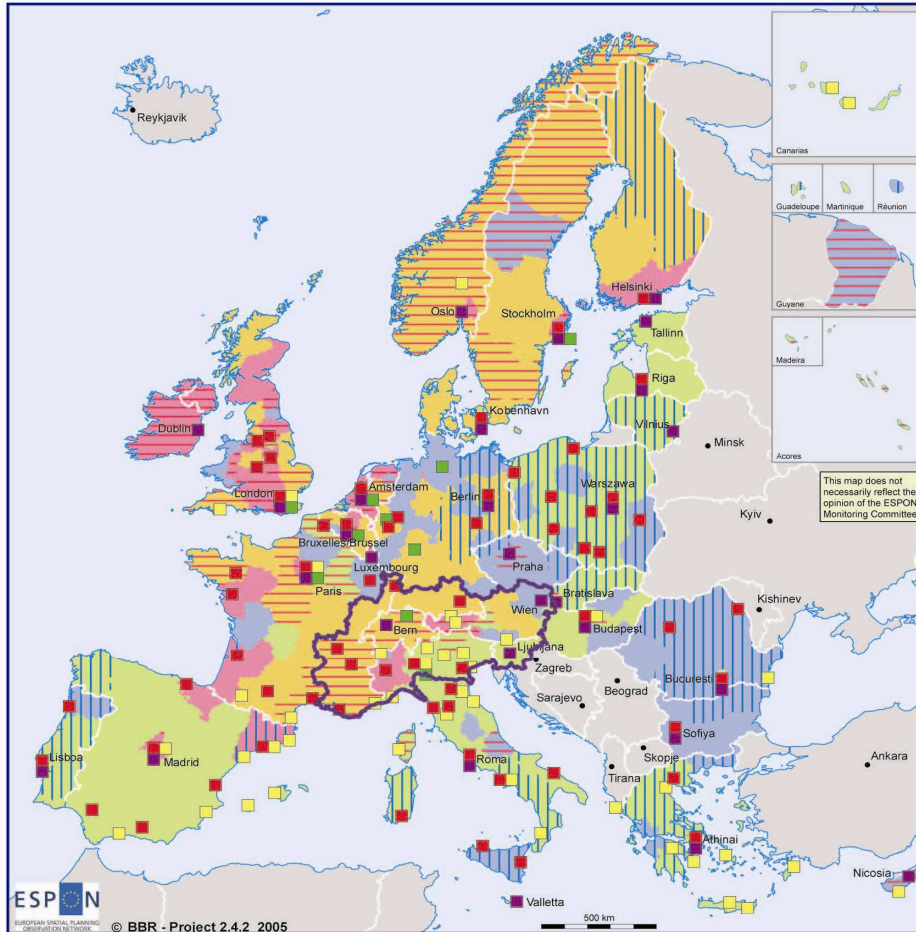 Canarias
Reykjavik
Guadeloupe
Martinique
Réunion
Guyane
Helsinki
Oslo
Stockholm
Tallinn
Madeira
Riga
Kobenhavn
Acores
Vilnius
Dublin
Minsk
This map does not
necessarily reflect the
opinion of the ESPON
Monitoring Committee
Amsterdam
Warszawa
London
Berlin
Kyiv
Bruxelles/Brussel
Luxembourg
Praha
Paris
Bratislava
Wien
Kishinev
Bern
Budapest
Ljubljana
Zagreb
Bucuresti
Beograd
Sarajevo
Sofiya
Lisboa
Madrid
Roma
Skopje
Ankara
Tirana
Athinai
Nicosia
ESPON
EUROPEAN SPATIAL PLANNING
OBSERVATION NETWORK
Valletta
500 km
© BBR - Project 2.4.2 2005